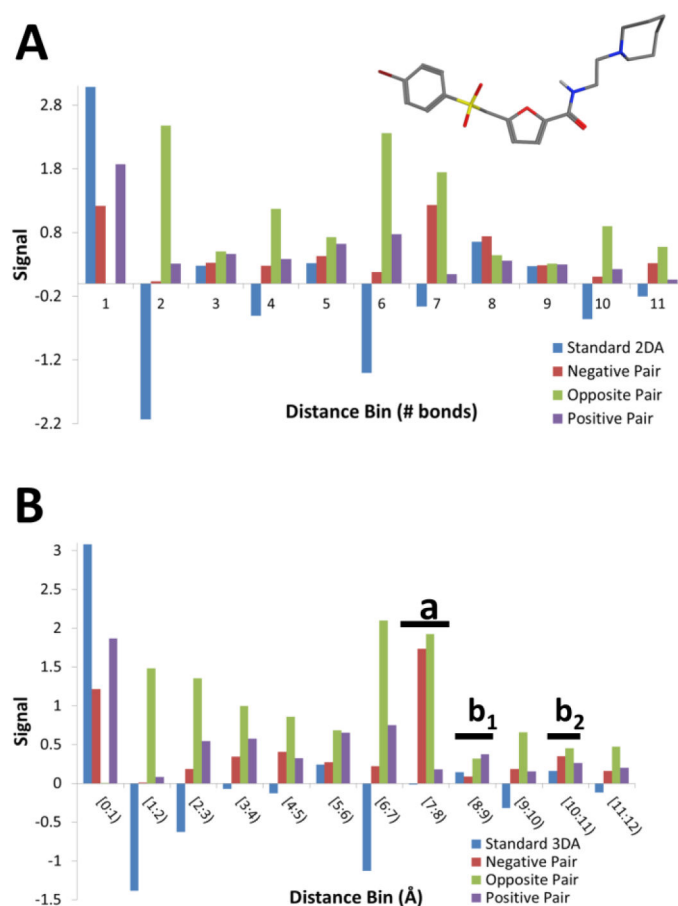 A
2.8
1.8
0.8
-0.2
-1.2
-2.2
Signal
1 2 3 4 5 6 7 8 9 10 11
Distance Bin (# bonds)
Standard 2DA
Negative Pair
Opposite Pair
Positive Pair
B
3
2.5
2
1.5
1
0.5
0
-0.5
-1
-1.5
Signal
a
b1
b2
[0:1) [1:2) [2:3) [3:4) [4:5) [5:6) [6:7) [7:8) [8:9) [9:10) [10:11) [11:12)
Distance Bin (Å)
Standard 3DA
Negative Pair
Opposite Pair
Positive Pair